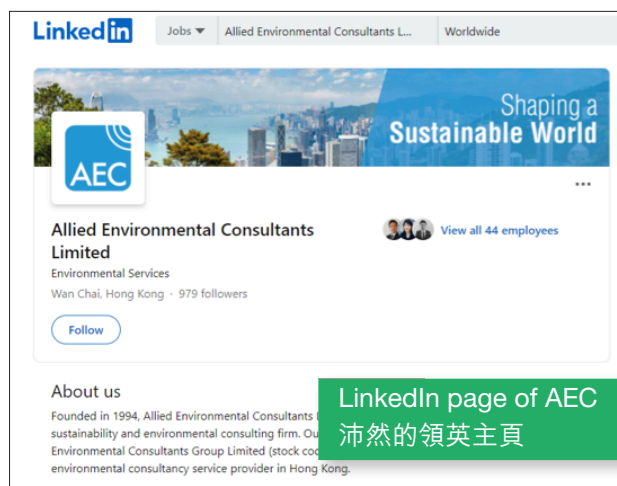 LinkedIn
Jobs
Allied Environmental Consultants L...
Worldwide
Shaping a
Sustainable World
AEC
Allied Environmental Consultants
Limited
View all 44 employees
Environmental Services
Wan Chai, Hong Kong · 979 followers
Follow
About us
Founded in 1994, Allied Environmental Consultants
sustainability and environmental consulting firm. Ou
Environmental Consultants Group Limited (stock cod
environmental consultancy service provider in Hong Kong.
LinkedIn page of AEC
沛然的領英主頁